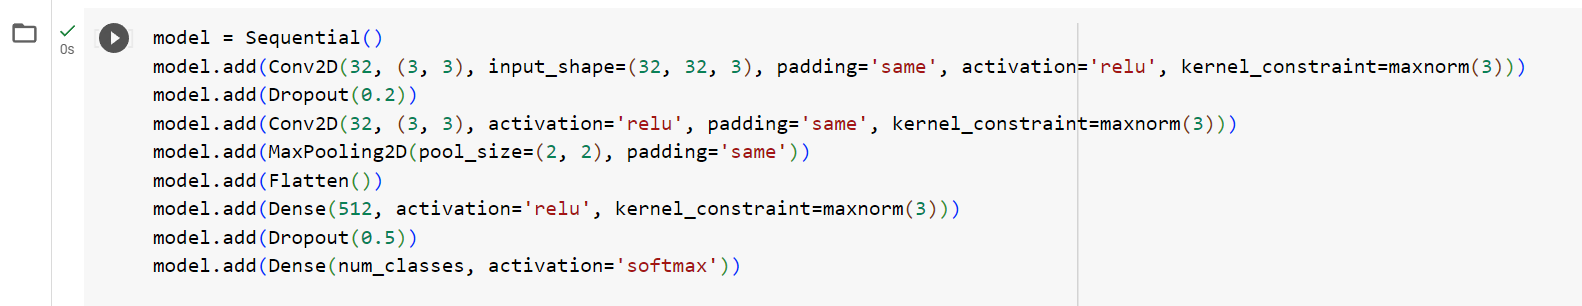 model = Sequential()
model.add(Conv2D(32, (3, 3), input_shape=(32, 32, 3), padding='same', activation='relu', kernel_constraint=maxnorm(3)))
model.add(Dropout(0.2))
model.add(Conv2D(32, (3, 3), activation='relu', padding='same', kernel_constraint=maxnorm(3)))
model.add(MaxPooling2D(pool_size=(2, 2), padding='same'))
model.add(Flatten())
model.add(Dense(512, activation='relu', kernel_constraint=maxnorm(3)))
model.add(Dropout(0.5))
model.add(Dense(num_classes, activation='softmax'))
0s